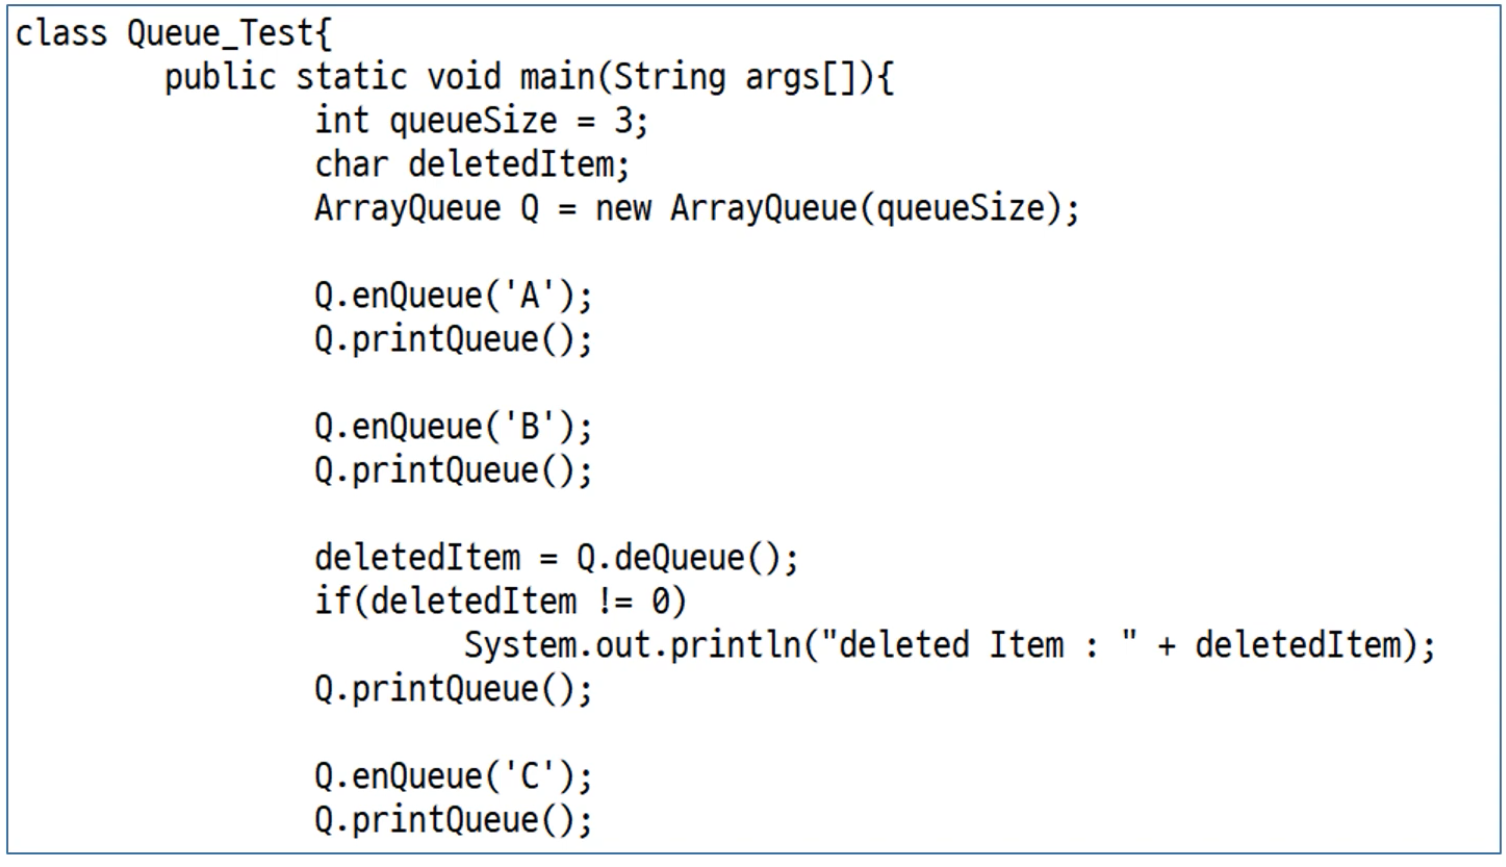 class Queue_Test{
public static void main(String args[]){
int queueSize = 3;
char deletedItem;
ArrayQueue Q = new ArrayQueue(queueSize);
Q.enQueue('A');
Q.printQueue();
Q.enQueue('B');
Q.printQueue();
deletedItem = Q.deQueue();
if(deletedItem != 0)
System.out.println("deleted Item : " + deletedItem);
Q.printQueue();
Q.enQueue('C');
Q.printQueue();